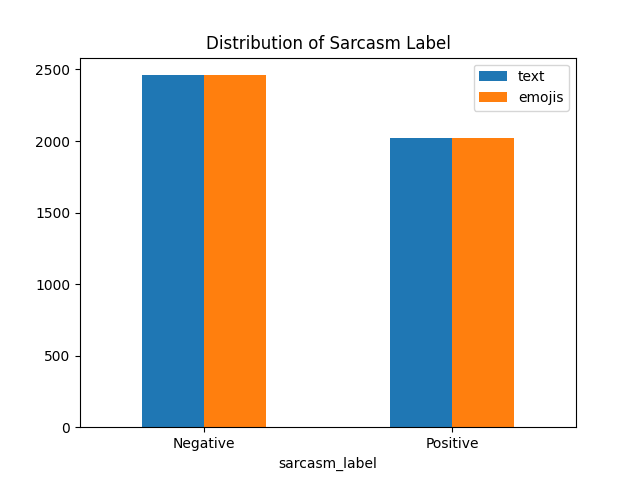 Distribution of Sarcasm Label
text
emojis
2500
2000
1500
1000
500
0
Negative
Positive
sarcasm_label